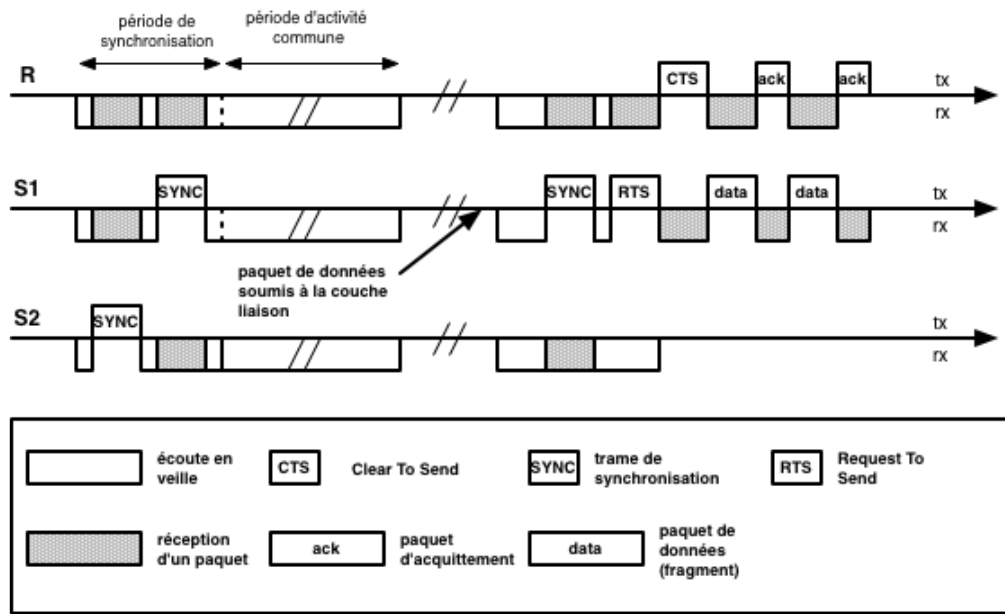 période de
synchronisation
période d'activité
commune
R
CTS
ack
ack
tx
rx
S1
SYNC
SYNC
RTS
data
data
tx
rx
paquet de données
soumis à la couche
liaison
S2
SYNC
tx
rx
écoute en
veille
CTS
Clear To Send
SYNC
trame de
synchronisation
RTS
Request To
Send
réception
d'un paquet
ack
paquet
d'acquittement
data
paquet de
données
(fragment)